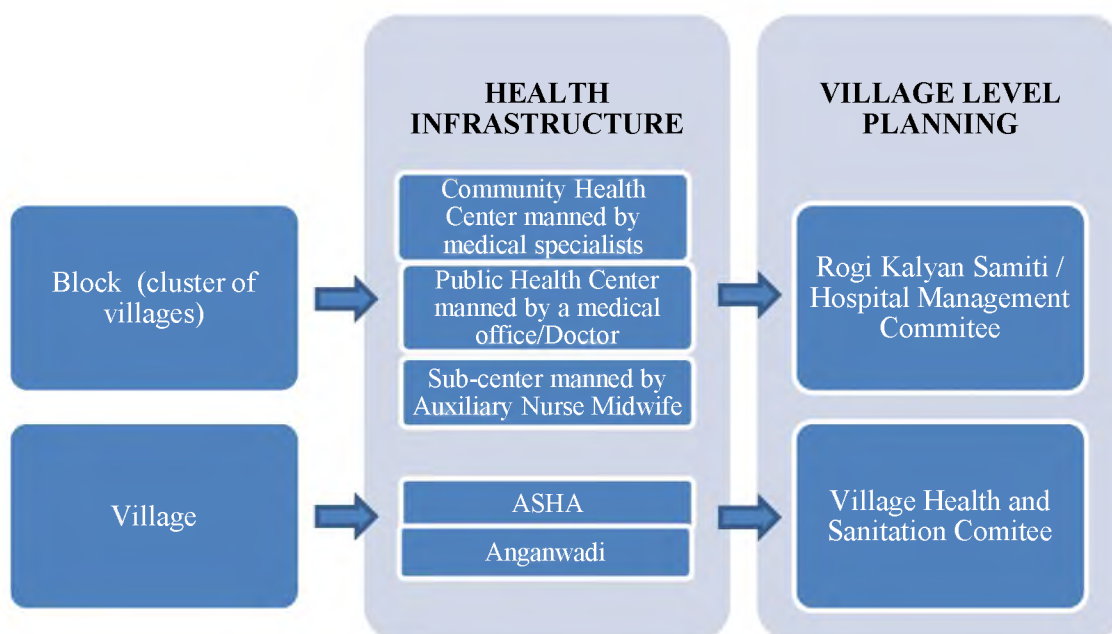 HEALTH
INFRASTRUCTURE
VILLAGE LEVEL
PLANNING
Block (cluster of
villages)
Community Health
Center manned by
medical specialists
Public Health Center
manned by a medical
office/Doctor
Sub-center manned by
Auxiliary Nurse Midwife
Rogi Kalyan Samiti /
Hospital Management
Commitee
Village
ASHA
Anganwadi
Village Health and
Sanitation Comitee